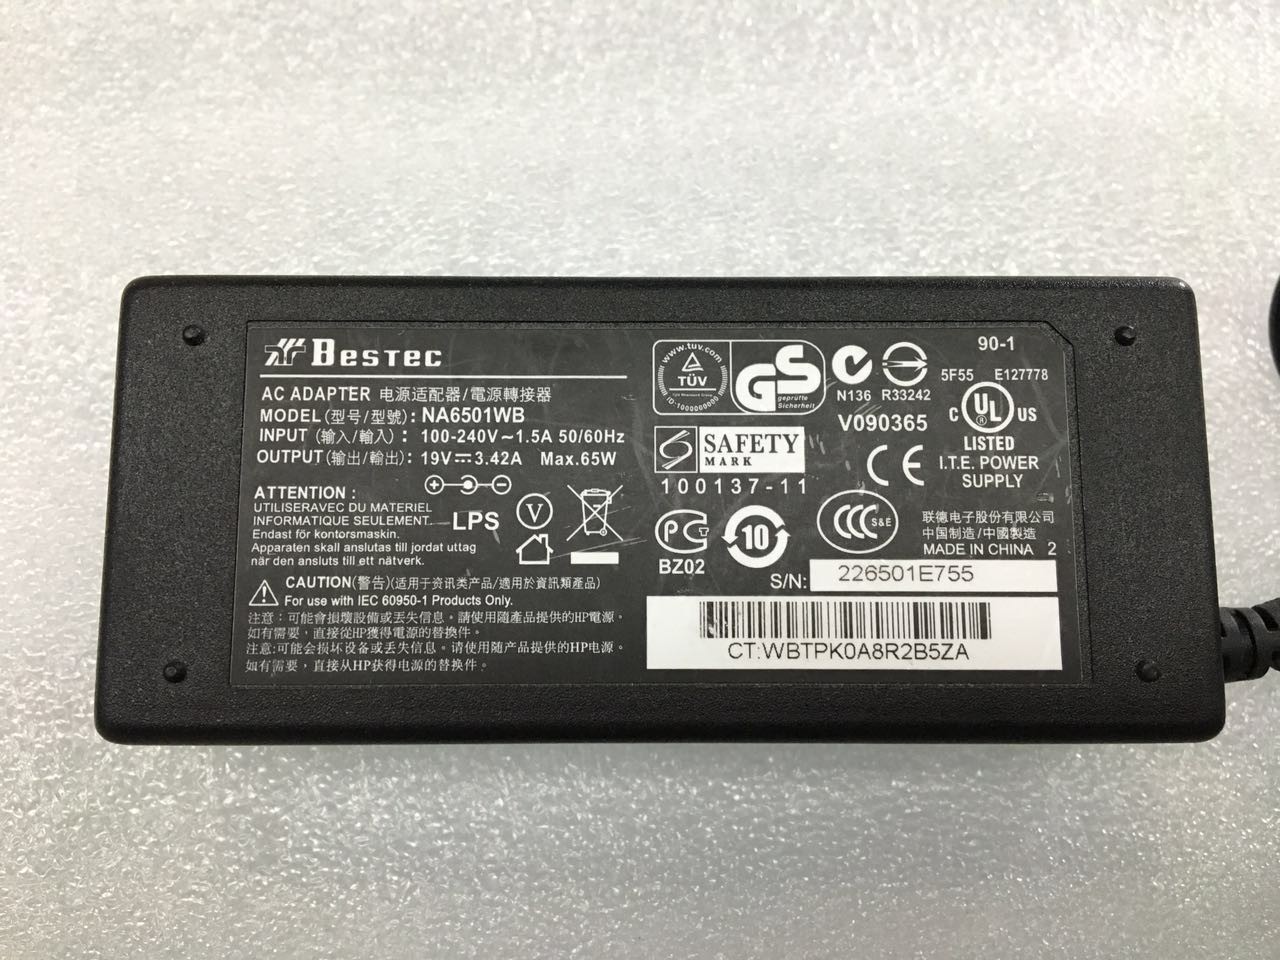 BESTEC
AC ADAPTER 电源适配器/電源轉接器
MODEL(型号/型號): NA6501WB
INPUT (输入/輸入): 100-240V~1.5A 50/60Hz
OUTPUT(输出/輸出): 19V⎓3.42A Max.65W
ATTENTION :
UTILISERAVEC DU MATERIEL
INFORMATIQUE SEULEMENT.
Endast för kontorsmaskin.
Apparaten skall anslutas till jordat uttag
när den ansluts till ett nätverk.
LPS
V
CAUTION(警告)(适用于资讯类产品/適用於資訊類產品)
For use with IEC 60950-1 Products Only.
注意：可能會損壞設備或丟失信息。請使用隨產品提供的HP電源。
如有需要，直接從HP獲得電源的替換件。
注意:可能会损坏设备或丢失信息。请使用随产品提供的HP电源。
如有需要，直接从HP获得电源的替换件。
www.tuv.com
TÜV
ID:1000000000
GS
geprüfte
Sicherheit
N136
R33242
V090365
90-1
5F55 E127778
C UL US
®
LISTED
I.T.E. POWER
SUPPLY
SAFETY
MARK
100137-11
CE
PG
BZ02
10
CCC S&E
联德电子股份有限公司
中国制造/中國製造
MADE IN CHINA 2
S/N: 226501E755
CT:WBTPK0A8R2B5ZA